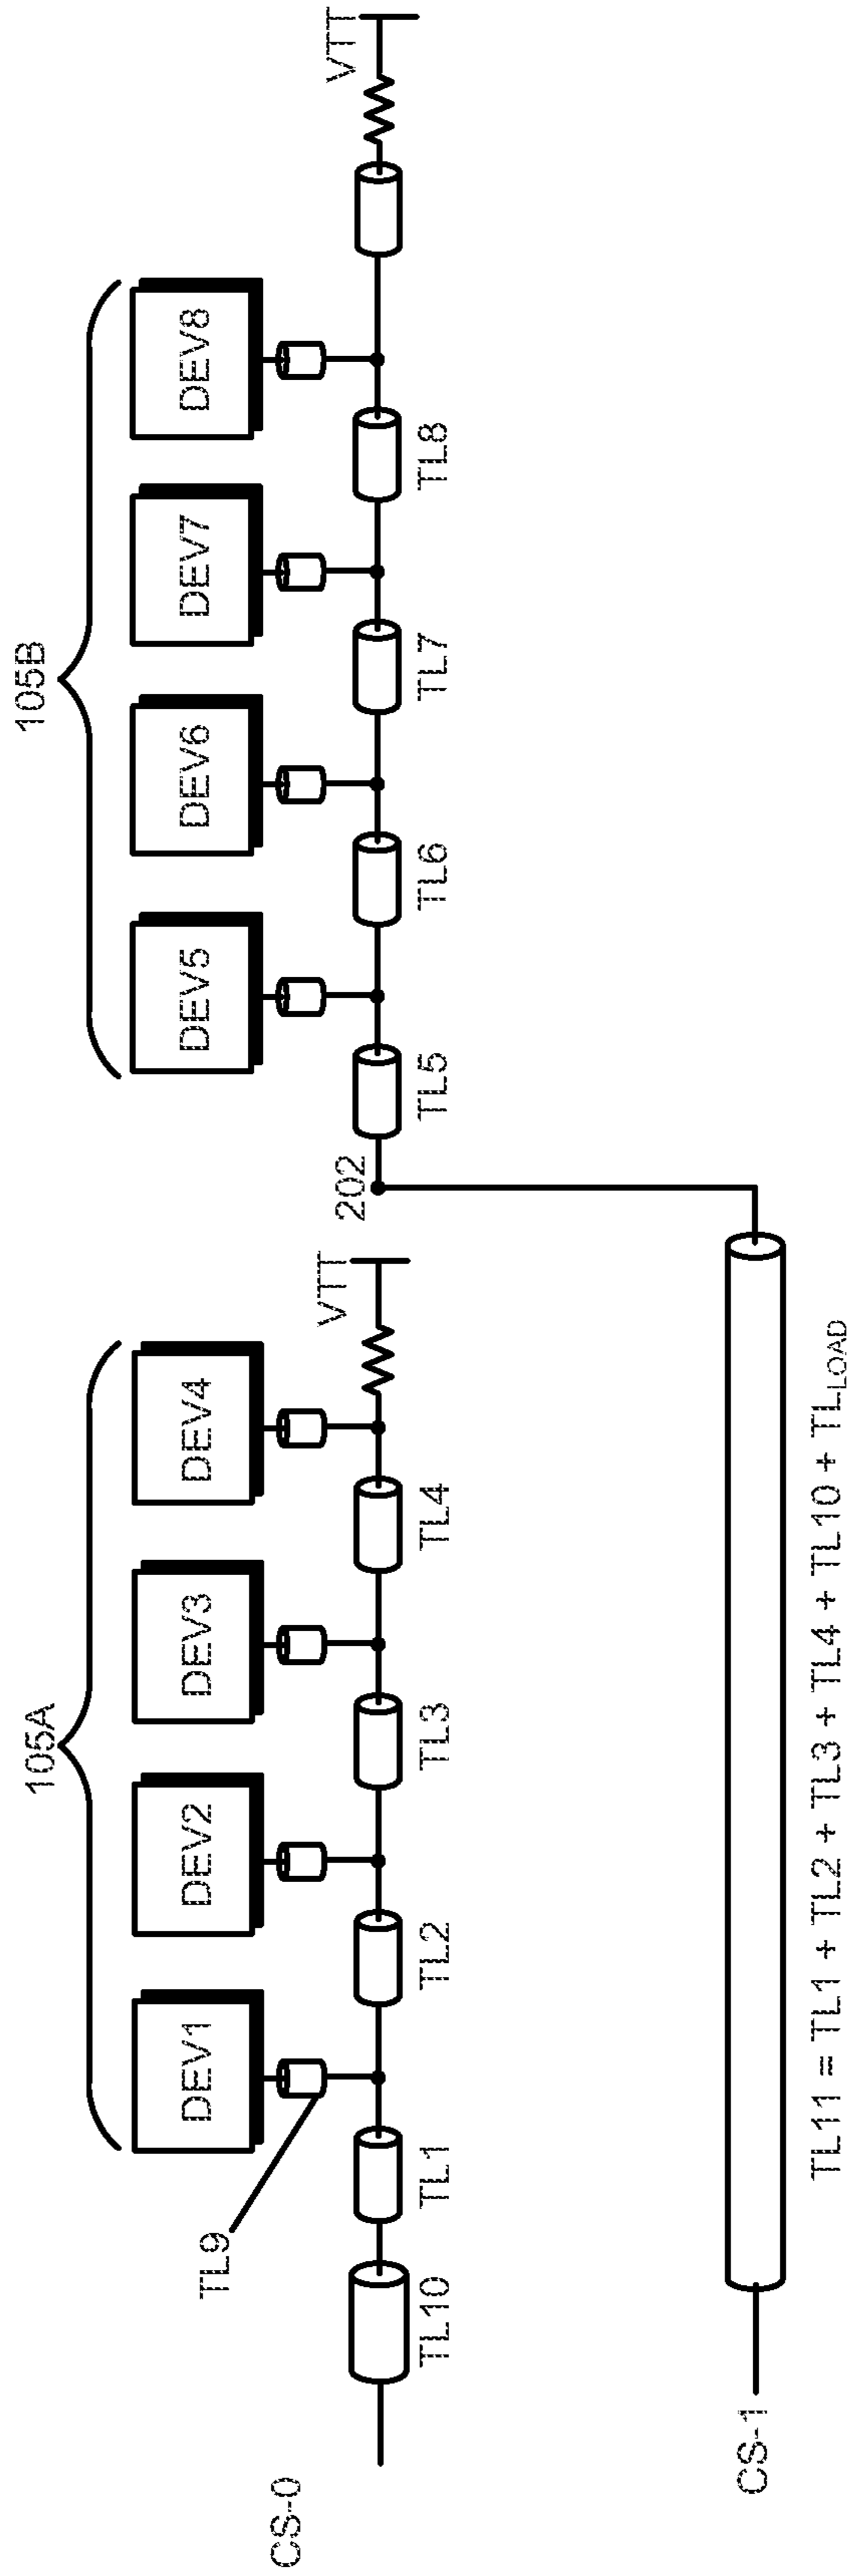 105A
105B
DEV1
DEV2
DEV3
DEV4
DEV5
DEV6
DEV7
DEV8
TL9
VTT
202
VTT
CS-0
TL10
TL1
TL2
TL3
TL4
TL5
TL6
TL7
TL8
CS-1
TL11 = TL1 + TL2 + TL3 + TL4 + TL10 + TL_LOAD